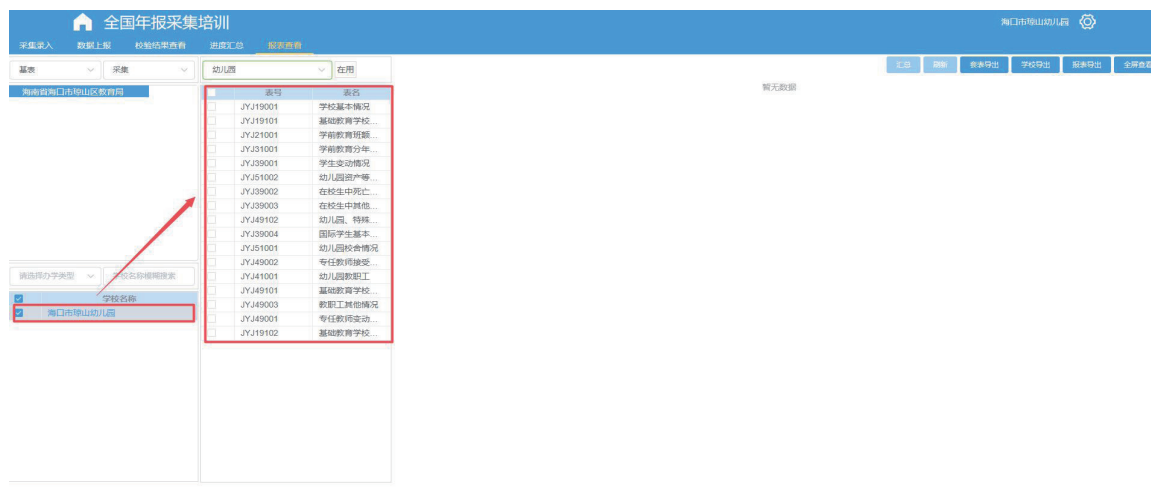 全国年报采集培训
海口市琼山幼儿园
采集录入 数据上报 校验结果查看 进度汇总 报表查看
基表 采集 幼儿园 在用 汇总 刷新 数表导出 学校导出 报表导出 全屏查看
海南省海口市琼山区教育局
表号 表名
暂无数据
JYJ19001 学校基本情况
JYJ19101 基础教育学校...
JYJ21001 学前教育班额...
JYJ31001 学前教育分年...
JYJ39001 学生变动情况
JYJ51002 幼儿园资产等...
JYJ39002 在校生中死亡...
JYJ39003 在校生中其他...
JYJ49102 幼儿园、特殊...
JYJ39004 国际学生基本...
JYJ51001 幼儿园校舍情况
JYJ49002 专任教师接受...
JYJ41001 幼儿园教职工
JYJ49101 基础教育学校...
JYJ49003 教职工其他情况
JYJ49001 专任教师变动...
JYJ19102 基础教育学校...
请选择办学类型 学校名称模糊搜索
学校名称
海口市琼山幼儿园